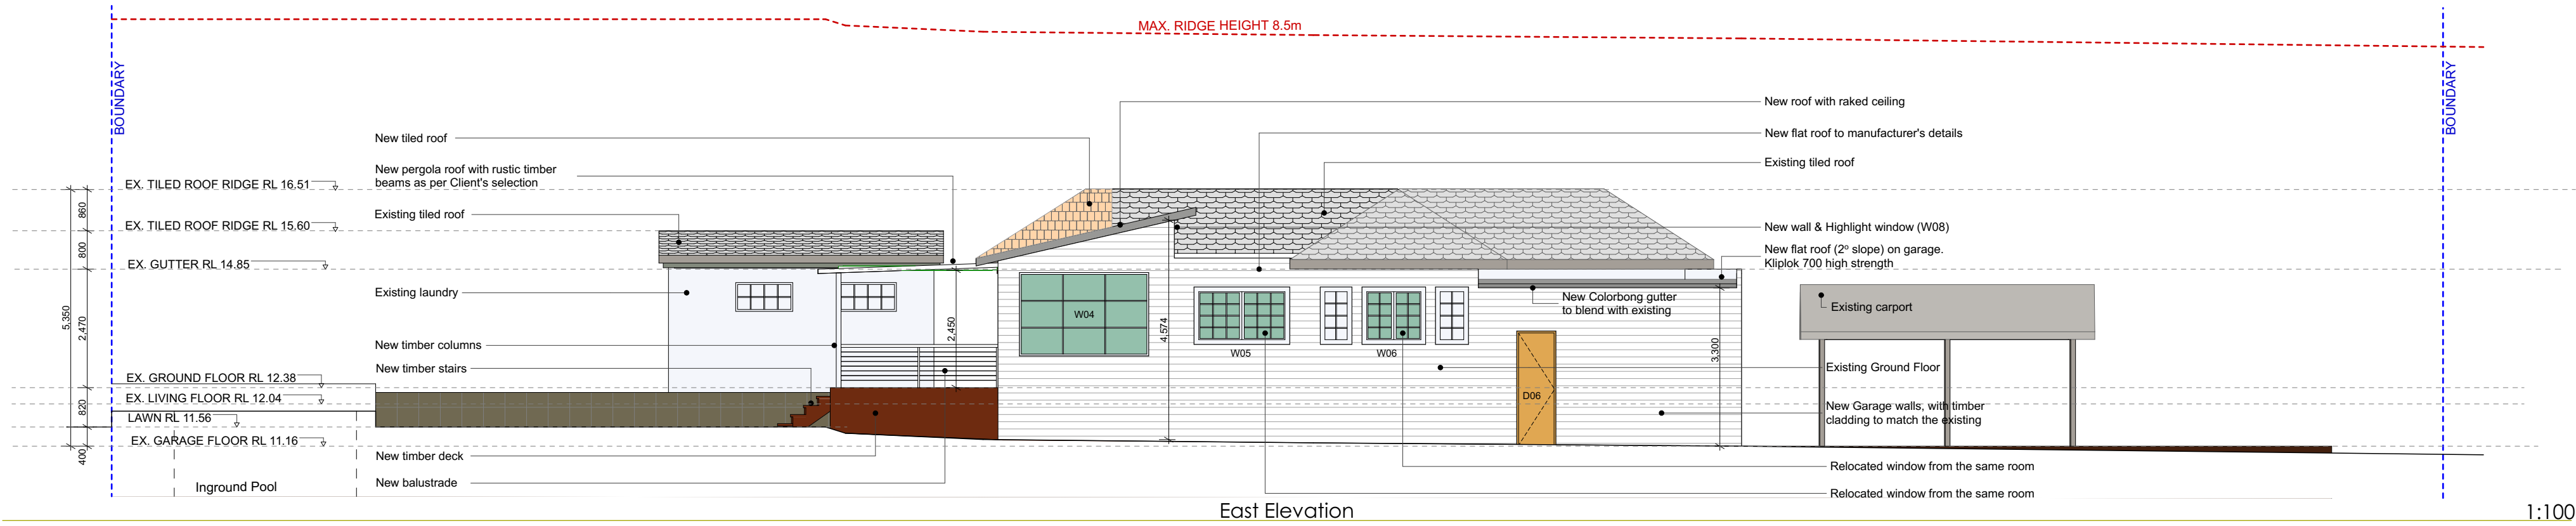 MAX. RIDGE HEIGHT 8.5m
BOUNDARY
BOUNDARY
New roof with raked ceiling
New tiled roof
New flat roof to manufacturer's details
Existing tiled roof
New pergola roof with rustic timber
beams as per Client's selection
EX. TILED ROOF RIDGE RL 16.51
Existing tiled roof
EX. TILED ROOF RIDGE RL 15.60
New wall & Highlight window (W08)
New flat roof (2º slope) on garage.
Kliplok 700 high strength
EX. GUTTER RL 14.85
Existing laundry
New Colorbong gutter
to blend with existing
Existing carport
W04
W05
W06
D06
860
800
2,470
820
400
5,350
2,450
4,574
3,300
New timber columns
New timber stairs
Existing Ground Floor
EX. GROUND FLOOR RL 12.38
EX. LIVING FLOOR RL 12.04
LAWN RL 11.56
EX. GARAGE FLOOR RL 11.16
New Garage walls, with timber
cladding to match the existing
New timber deck
New balustrade
Relocated window from the same room
Relocated window from the same room
Inground Pool
East Elevation
1:100